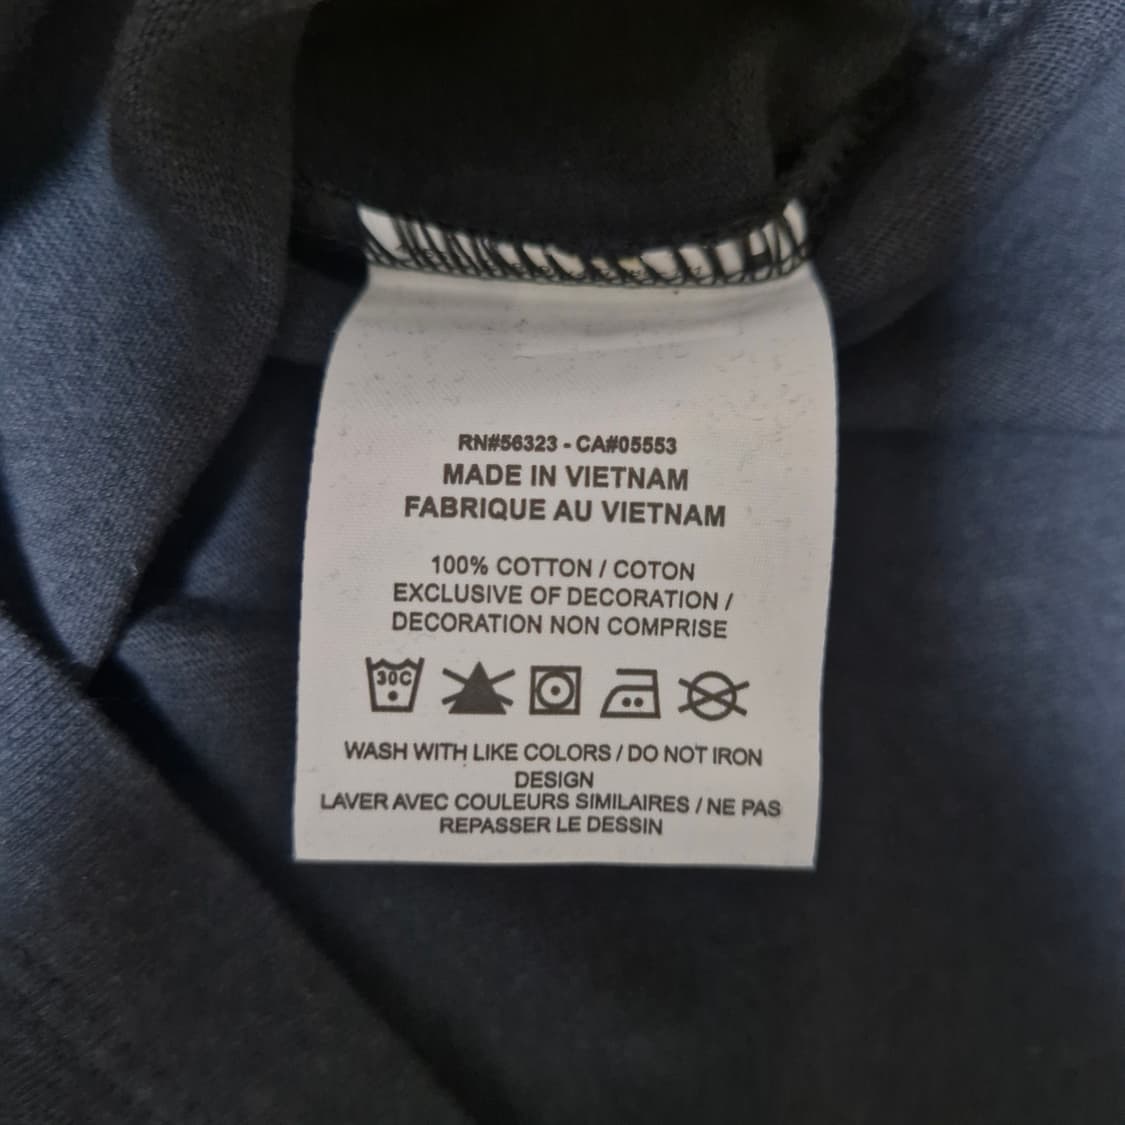 RN#56323 - CA#05553
MADE IN VIETNAM
FABRIQUE AU VIETNAM
100% COTTON / COTON
EXCLUSIVE OF DECORATION /
DECORATION NON COMPRISE
30C
WASH WITH LIKE COLORS / DO NOT IRON
DESIGN
LAVER AVEC COULEURS SIMILAIRES / NE PAS
REPASSER LE DESSIN